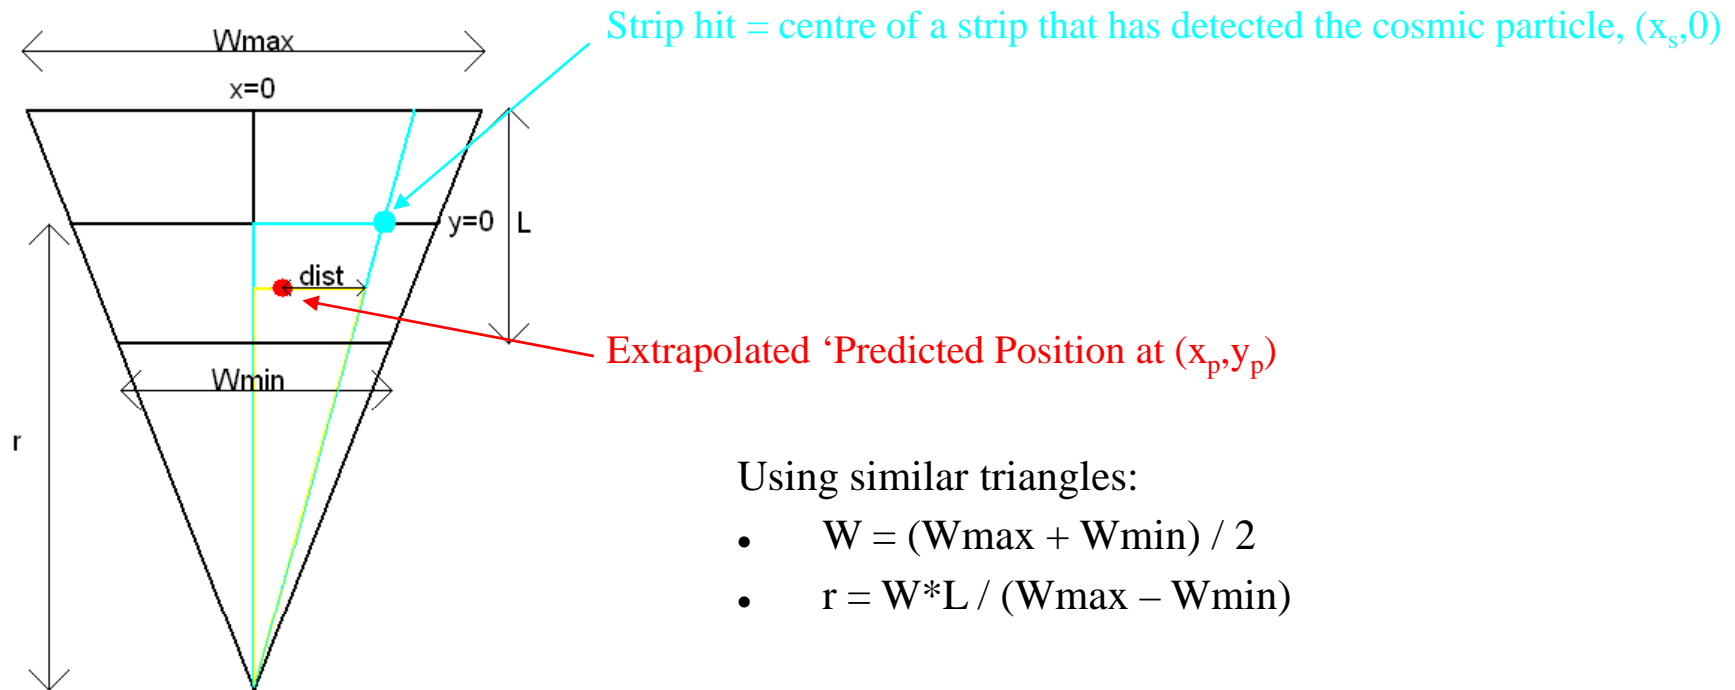 Strip hit = centre of a strip that has detected the cosmic particle, (xs,0)
Wmax
x=0
y=0
L
dist
Extrapolated ‘Predicted Position at (xp,yp)
Wmin
r
Using similar triangles:
• W = (Wmax + Wmin) / 2
• r = W*L / (Wmax – Wmin)